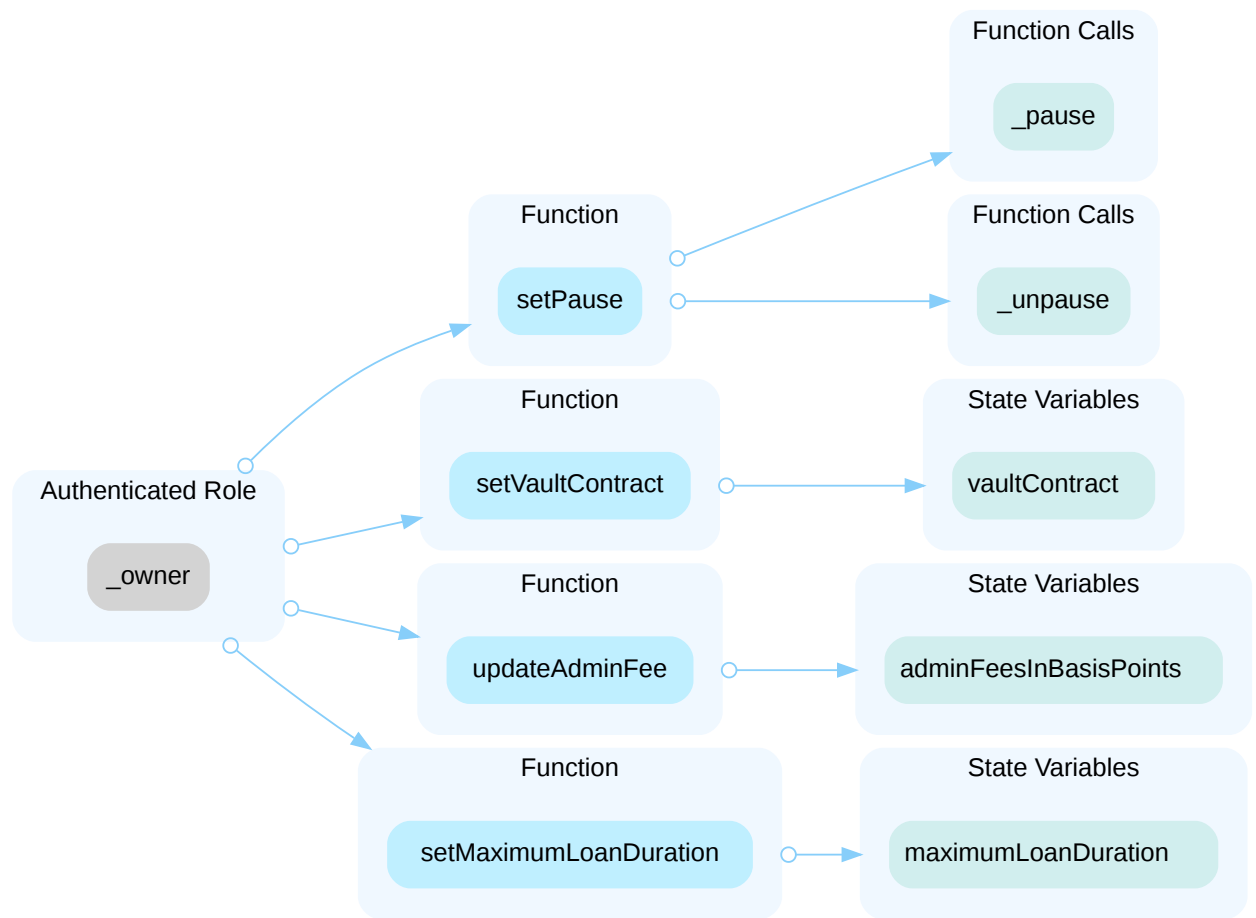 Function Calls
_pause
Function
setPause
Function Calls
_unpause
Function
setVaultContract
State Variables
vaultContract
Authenticated Role
_owner
Function
updateAdminFee
State Variables
adminFeesInBasisPoints
Function
setMaximumLoanDuration
State Variables
maximumLoanDuration